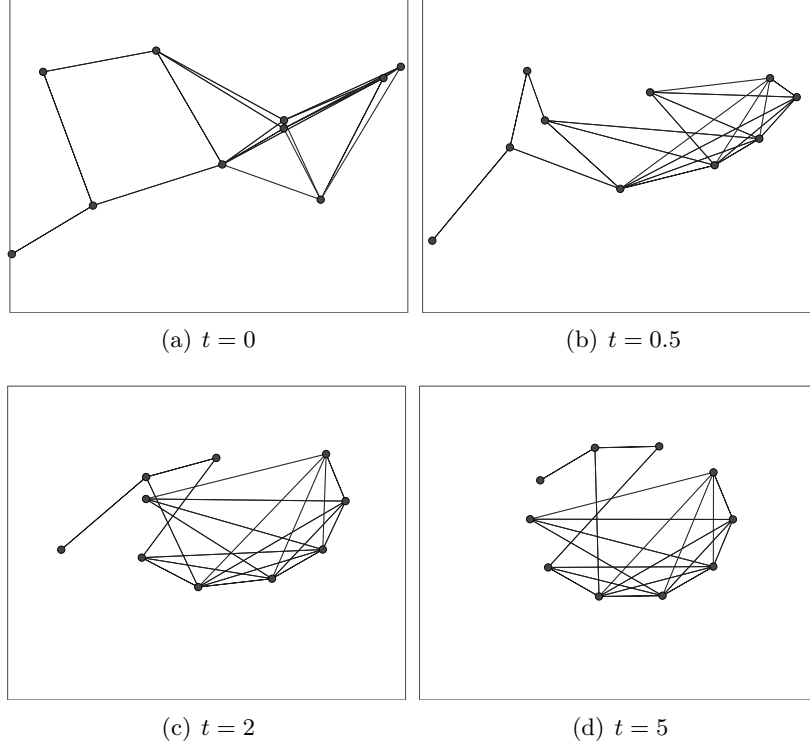 (a) t = 0
(b) t = 0.5
(c) t = 2
(d) t = 5